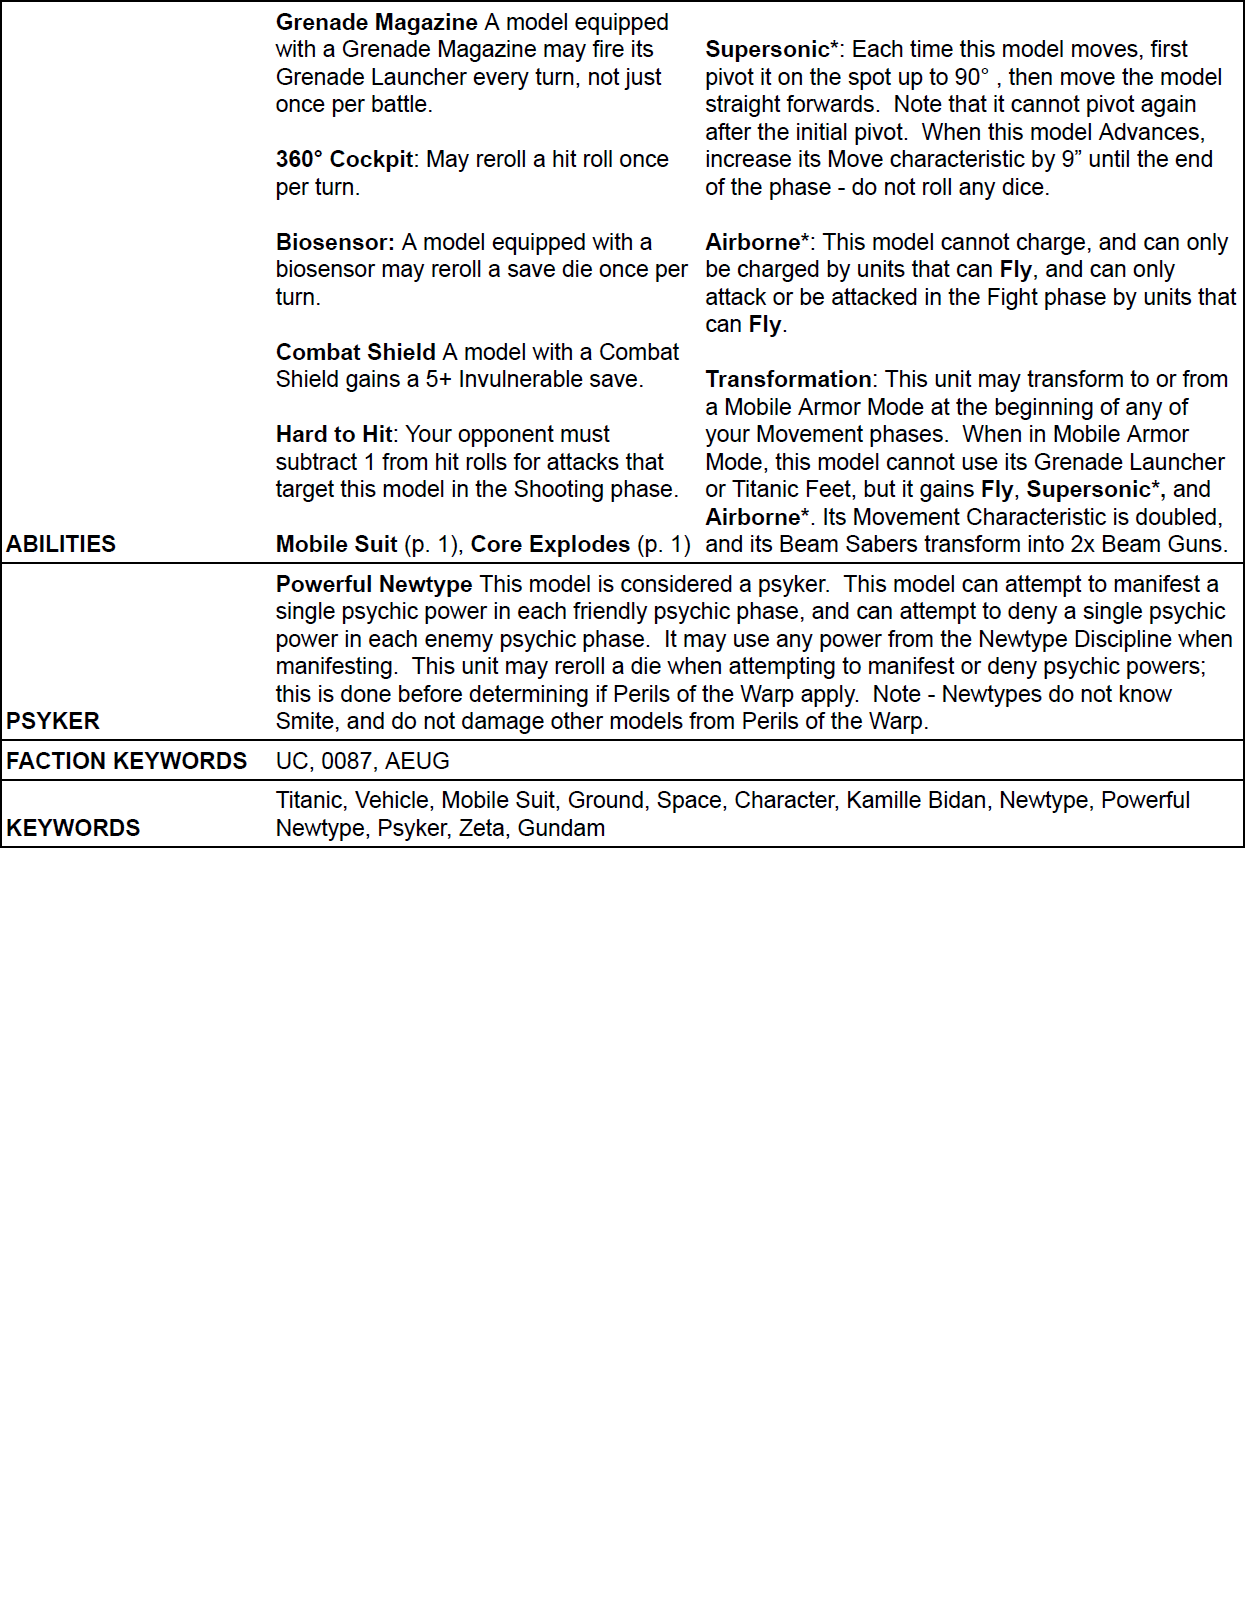 Grenade Magazine A model equipped
with a Grenade Magazine may fire its
Grenade Launcher every turn, not just
once per battle.
360° Cockpit: May reroll a hit roll once
per turn.
Biosensor: A model equipped with a
biosensor may reroll a save die once per
turn.
Combat Shield A model with a Combat
Shield gains a 5+ Invulnerable save.
Hard to Hit: Your opponent must
subtract 1 from hit rolls for attacks that
target this model in the Shooting phase.
ABILITIES
Mobile Suit (p. 1), Core Explodes (p. 1)
Supersonic*: Each time this model moves, first
pivot it on the spot up to 90° , then move the model
straight forwards.  Note that it cannot pivot again
after the initial pivot.  When this model Advances,
increase its Move characteristic by 9” until the end
of the phase - do not roll any dice.
Airborne*: This model cannot charge, and can only
be charged by units that can Fly, and can only
attack or be attacked in the Fight phase by units that
can Fly.
Transformation: This unit may transform to or from
a Mobile Armor Mode at the beginning of any of
your Movement phases.  When in Mobile Armor
Mode, this model cannot use its Grenade Launcher
or Titanic Feet, but it gains Fly, Supersonic*, and
Airborne*. Its Movement Characteristic is doubled,
and its Beam Sabers transform into 2x Beam Guns.
Powerful Newtype This model is considered a psyker.  This model can attempt to manifest a
single psychic power in each friendly psychic phase, and can attempt to deny a single psychic
power in each enemy psychic phase.  It may use any power from the Newtype Discipline when
manifesting.  This unit may reroll a die when attempting to manifest or deny psychic powers;
this is done before determining if Perils of the Warp apply.  Note - Newtypes do not know
PSYKER Smite, and do not damage other models from Perils of the Warp.
FACTION KEYWORDS UC, 0087, AEUG
Titanic, Vehicle, Mobile Suit, Ground, Space, Character, Kamille Bidan, Newtype, Powerful
KEYWORDS Newtype, Psyker, Zeta, Gundam